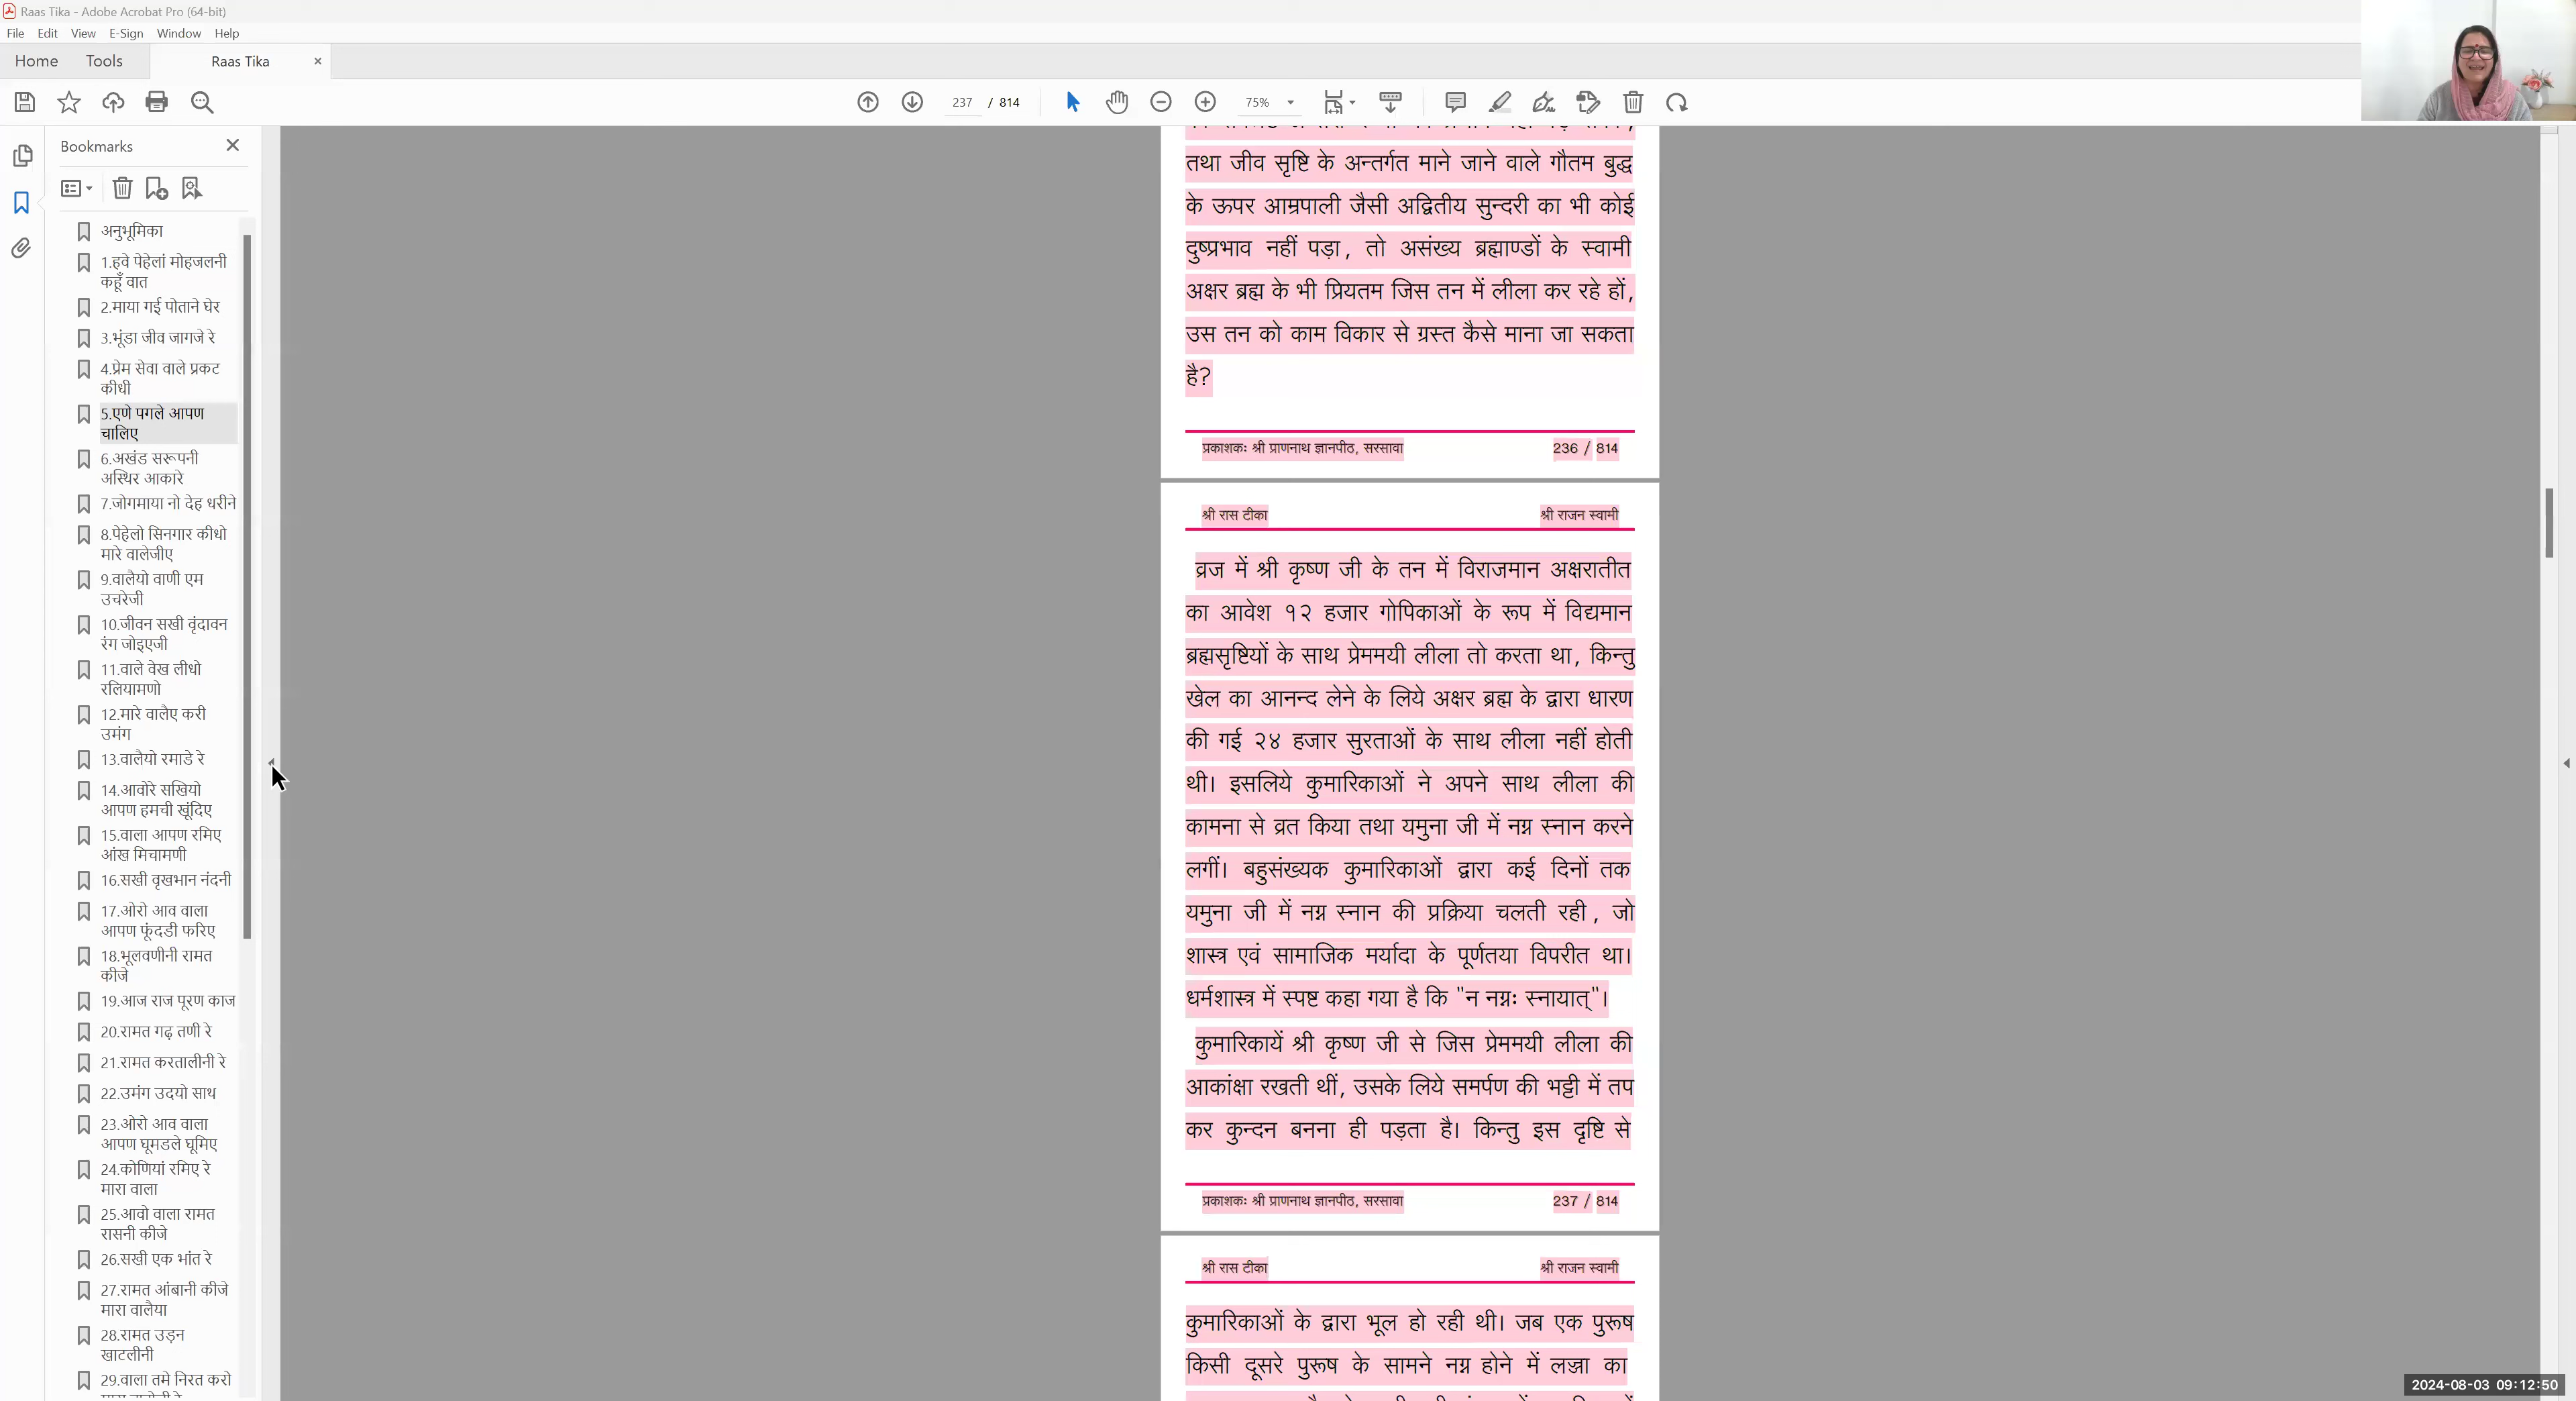 Raas Tika - Adobe Acrobat Pro (64-bit)
File Edit View E-Sign Window Help
Home Tools Raas Tika
237 / 814 75%
Bookmarks
अनुभूमिका
1.हवे पेहेलां मोहजलनी
कहूँ वात
2.माया गई पोताने घेर
3.भूंडा जीव जागजे रे
4.प्रेम सेवा वाले प्रकट
कीधी
5.एणे पगले आपण
चालिए
6.अखंड सरूपनी
अस्थिर आकारे
7.जोगमाया नो देह धरीने
8.पेहेलो सिनगार कीधो
मारे वालेजीए
9.वालैयो वाणी एम
उचरेजी
10.जीवन सखी वृंदावन
रंग जोइएजी
11.वाले वेख लीधो
रलियामणो
12.मारे वालैए करी
उमंग
13.वालैयो रमाडे रे
14.आवोरे सखियो
आपण हमची खूंदिए
15.वाला आपण रमिए
आंख मिचामणी
16.सखी वृखभान नंदनी
17.ओरो आव वाला
आपण फूंदडी फरिए
18.भूलवणीनी रामत
कीजे
19.आज राज पूरण काज
20.रामत गढ़ तणी रे
21.रामत करतालीनी रे
22.उमंग उदयो साथ
23.ओरो आव वाला
आपण घूमडले घूमिए
24.कोणियां रमिए रे
मारा वाला
25.आवो वाला रामत
रासनी कीजे
26.सखी एक भांत रे
27.रामत आंबानी कीजे
मारा वालैया
28.रामत उड़न
खाटलीनी
29.वाला तमे निरत करो
तथा जीव सृष्टि के अन्तर्गत माने जाने वाले गौतम बुद्ध
के ऊपर आम्रपाली जैसी अद्वितीय सुन्दरी का भी कोई
दुष्प्रभाव नहीं पड़ा, तो असंख्य ब्रह्माण्डों के स्वामी
अक्षर ब्रह्म के भी प्रियतम जिस तन में लीला कर रहे हों,
उस तन को काम विकार से ग्रस्त कैसे माना जा सकता
है?
प्रकाशकः श्री प्राणनाथ ज्ञानपीठ, सरसावा 236 / 814
श्री रास टीका श्री राजन स्वामी
व्रज में श्री कृष्ण जी के तन में विराजमान अक्षरातीत
का आवेश १२ हजार गोपिकाओं के रूप में विद्यमान
ब्रह्मसृष्टियों के साथ प्रेममयी लीला तो करता था, किन्तु
खेल का आनन्द लेने के लिये अक्षर ब्रह्म के द्वारा धारण
की गई २४ हजार सुरताओं के साथ लीला नहीं होती
थी। इसलिये कुमारिकाओं ने अपने साथ लीला की
कामना से व्रत किया तथा यमुना जी में नग्न स्नान करने
लगीं। बहुसंख्यक कुमारिकाओं द्वारा कई दिनों तक
यमुना जी में नग्न स्नान की प्रक्रिया चलती रही, जो
शास्त्र एवं सामाजिक मर्यादा के पूर्णतया विपरीत था।
धर्मशास्त्र में स्पष्ट कहा गया है कि "न नग्नः स्नायात्"।
कुमारिकायें श्री कृष्ण जी से जिस प्रेममयी लीला की
आकांक्षा रखती थीं, उसके लिये समर्पण की भट्टी में तप
कर कुन्दन बनना ही पड़ता है। किन्तु इस दृष्टि से
प्रकाशकः श्री प्राणनाथ ज्ञानपीठ, सरसावा 237 / 814
श्री रास टीका श्री राजन स्वामी
कुमारिकाओं के द्वारा भूल हो रही थी। जब एक पुरूष
किसी दूसरे पुरूष के सामने नग्न होने में लज्जा का
2024-08-03 09:12:50